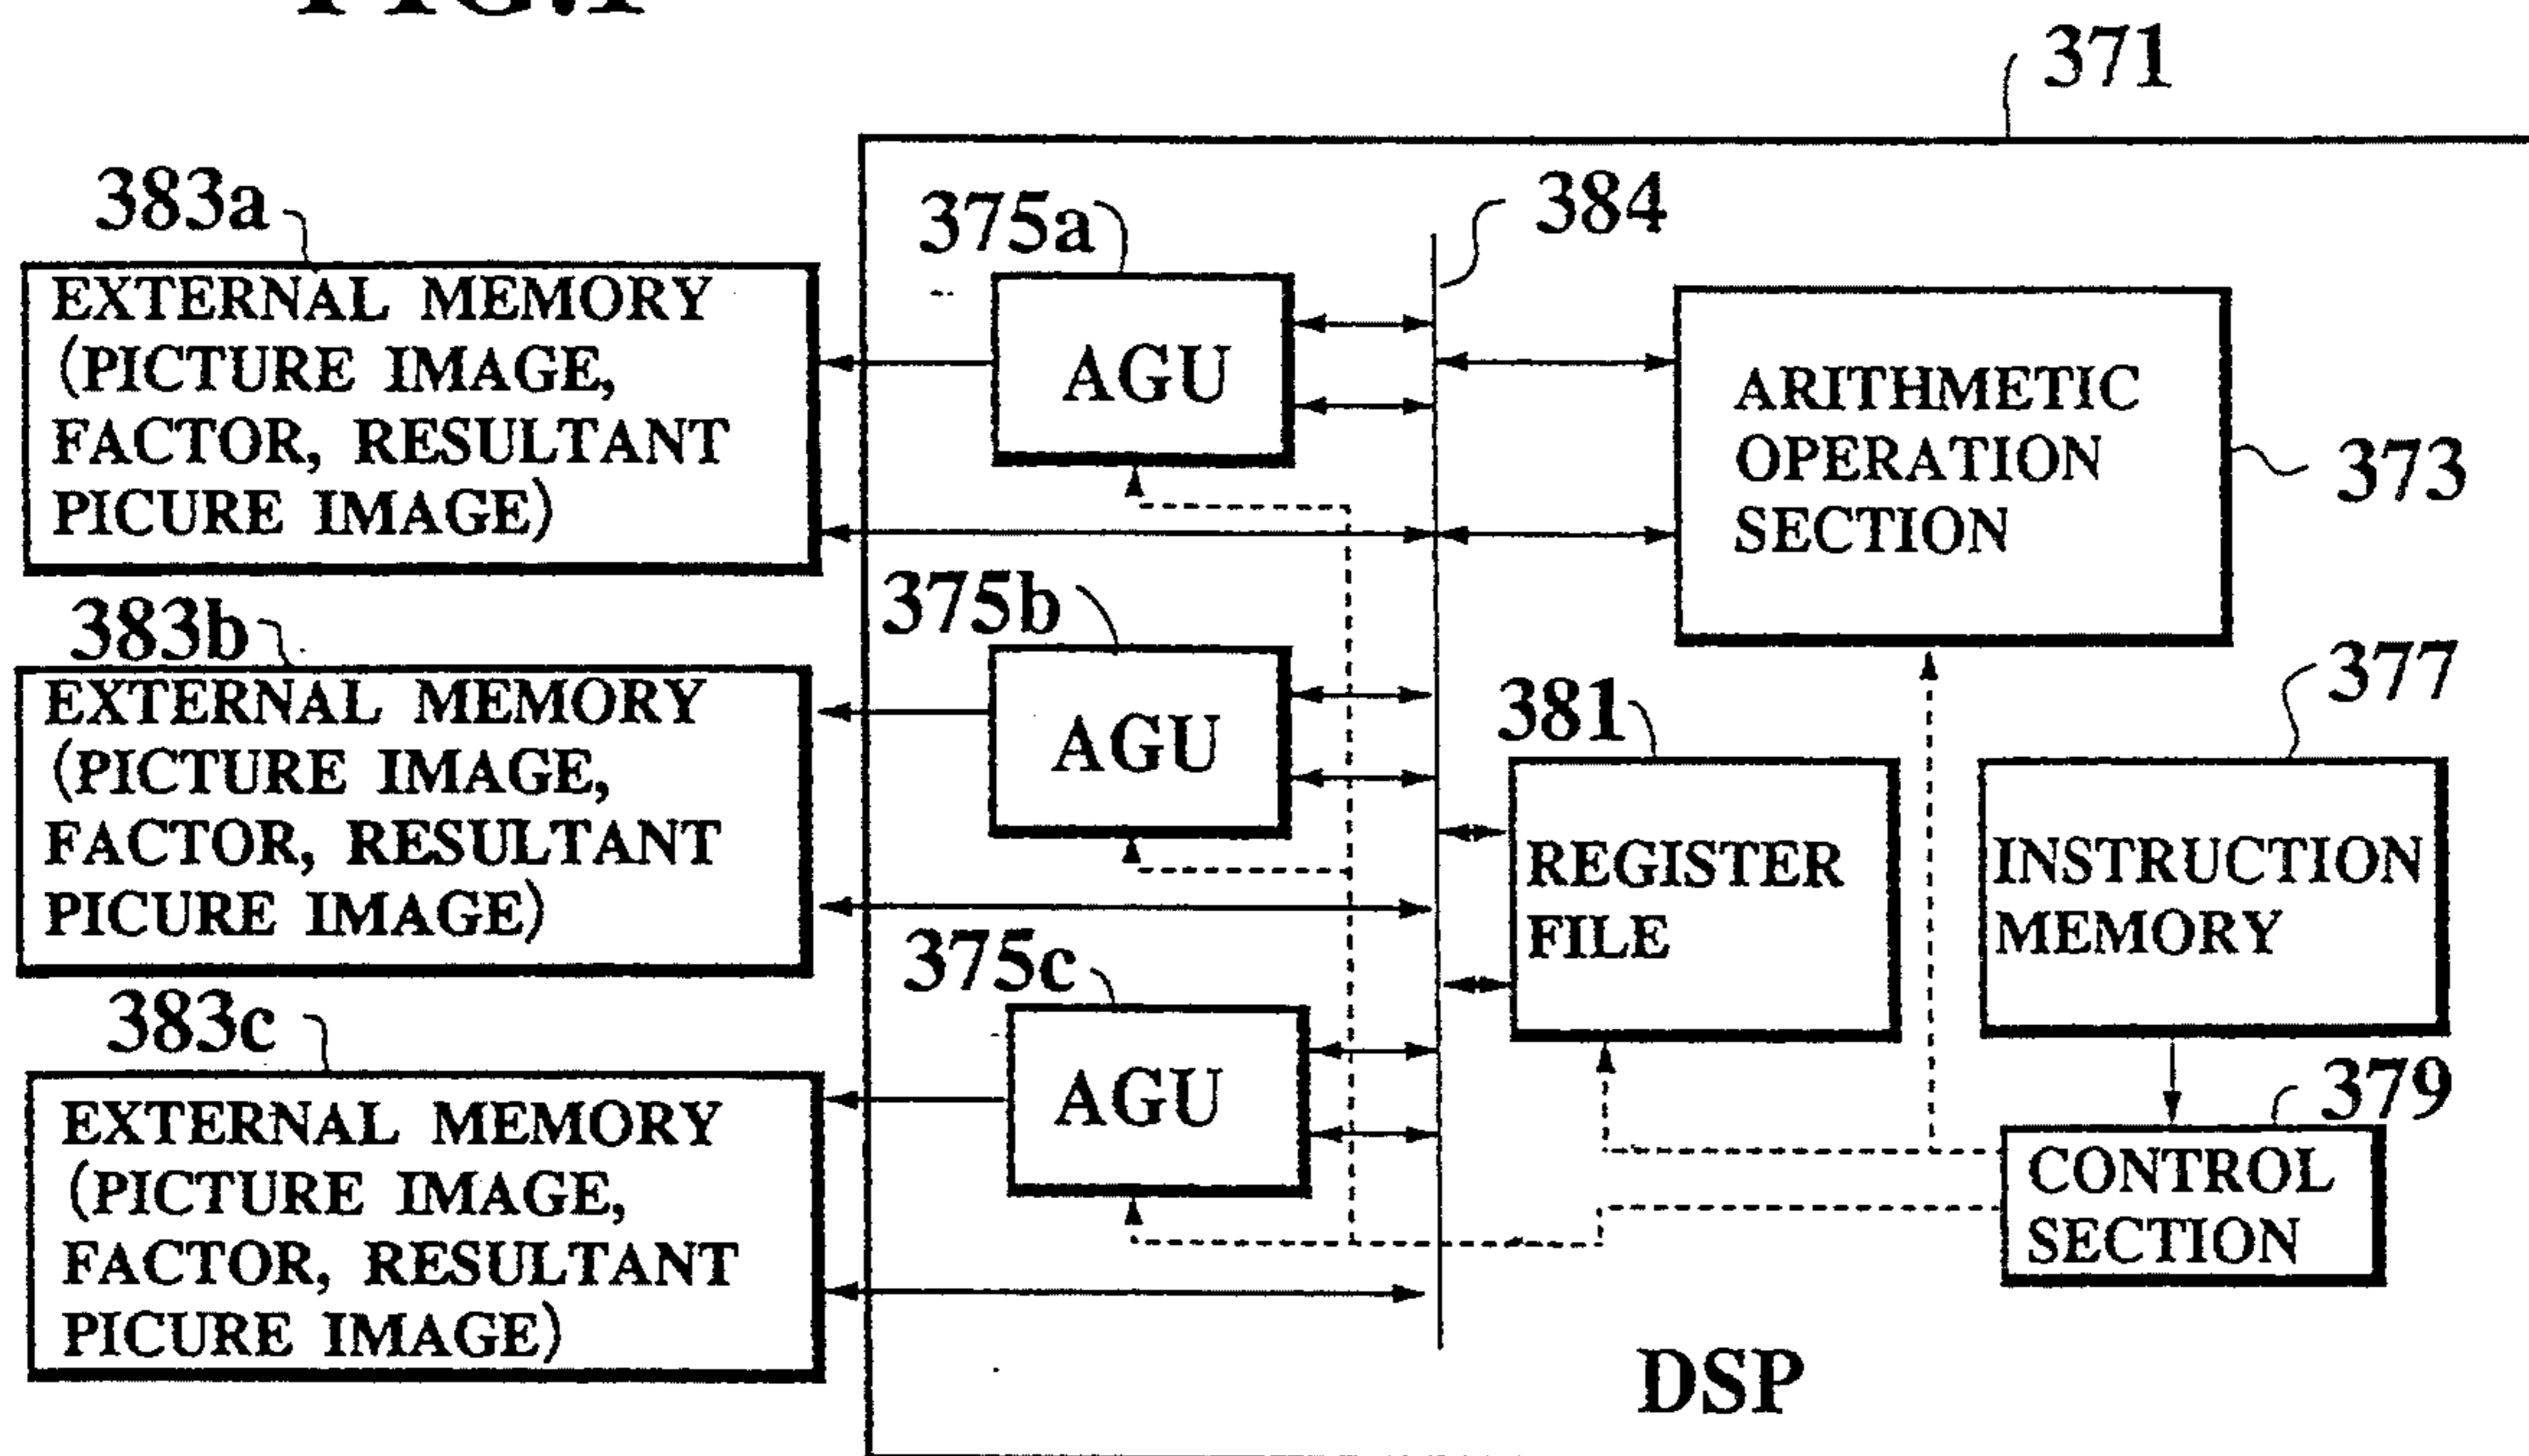 FIG.1
371
383a
375a
384
EXTERNAL MEMORY
(PICTURE IMAGE,
FACTOR, RESULTANT
PICURE IMAGE)
AGU
ARITHMETIC
OPERATION
SECTION
373
383b
375b
EXTERNAL MEMORY
(PICTURE IMAGE,
FACTOR, RESULTANT
PICURE IMAGE)
AGU
381
377
REGISTER
FILE
INSTRUCTION
MEMORY
383c
375c
EXTERNAL MEMORY
(PICTURE IMAGE,
FACTOR, RESULTANT
PICURE IMAGE)
AGU
379
CONTROL
SECTION
DSP